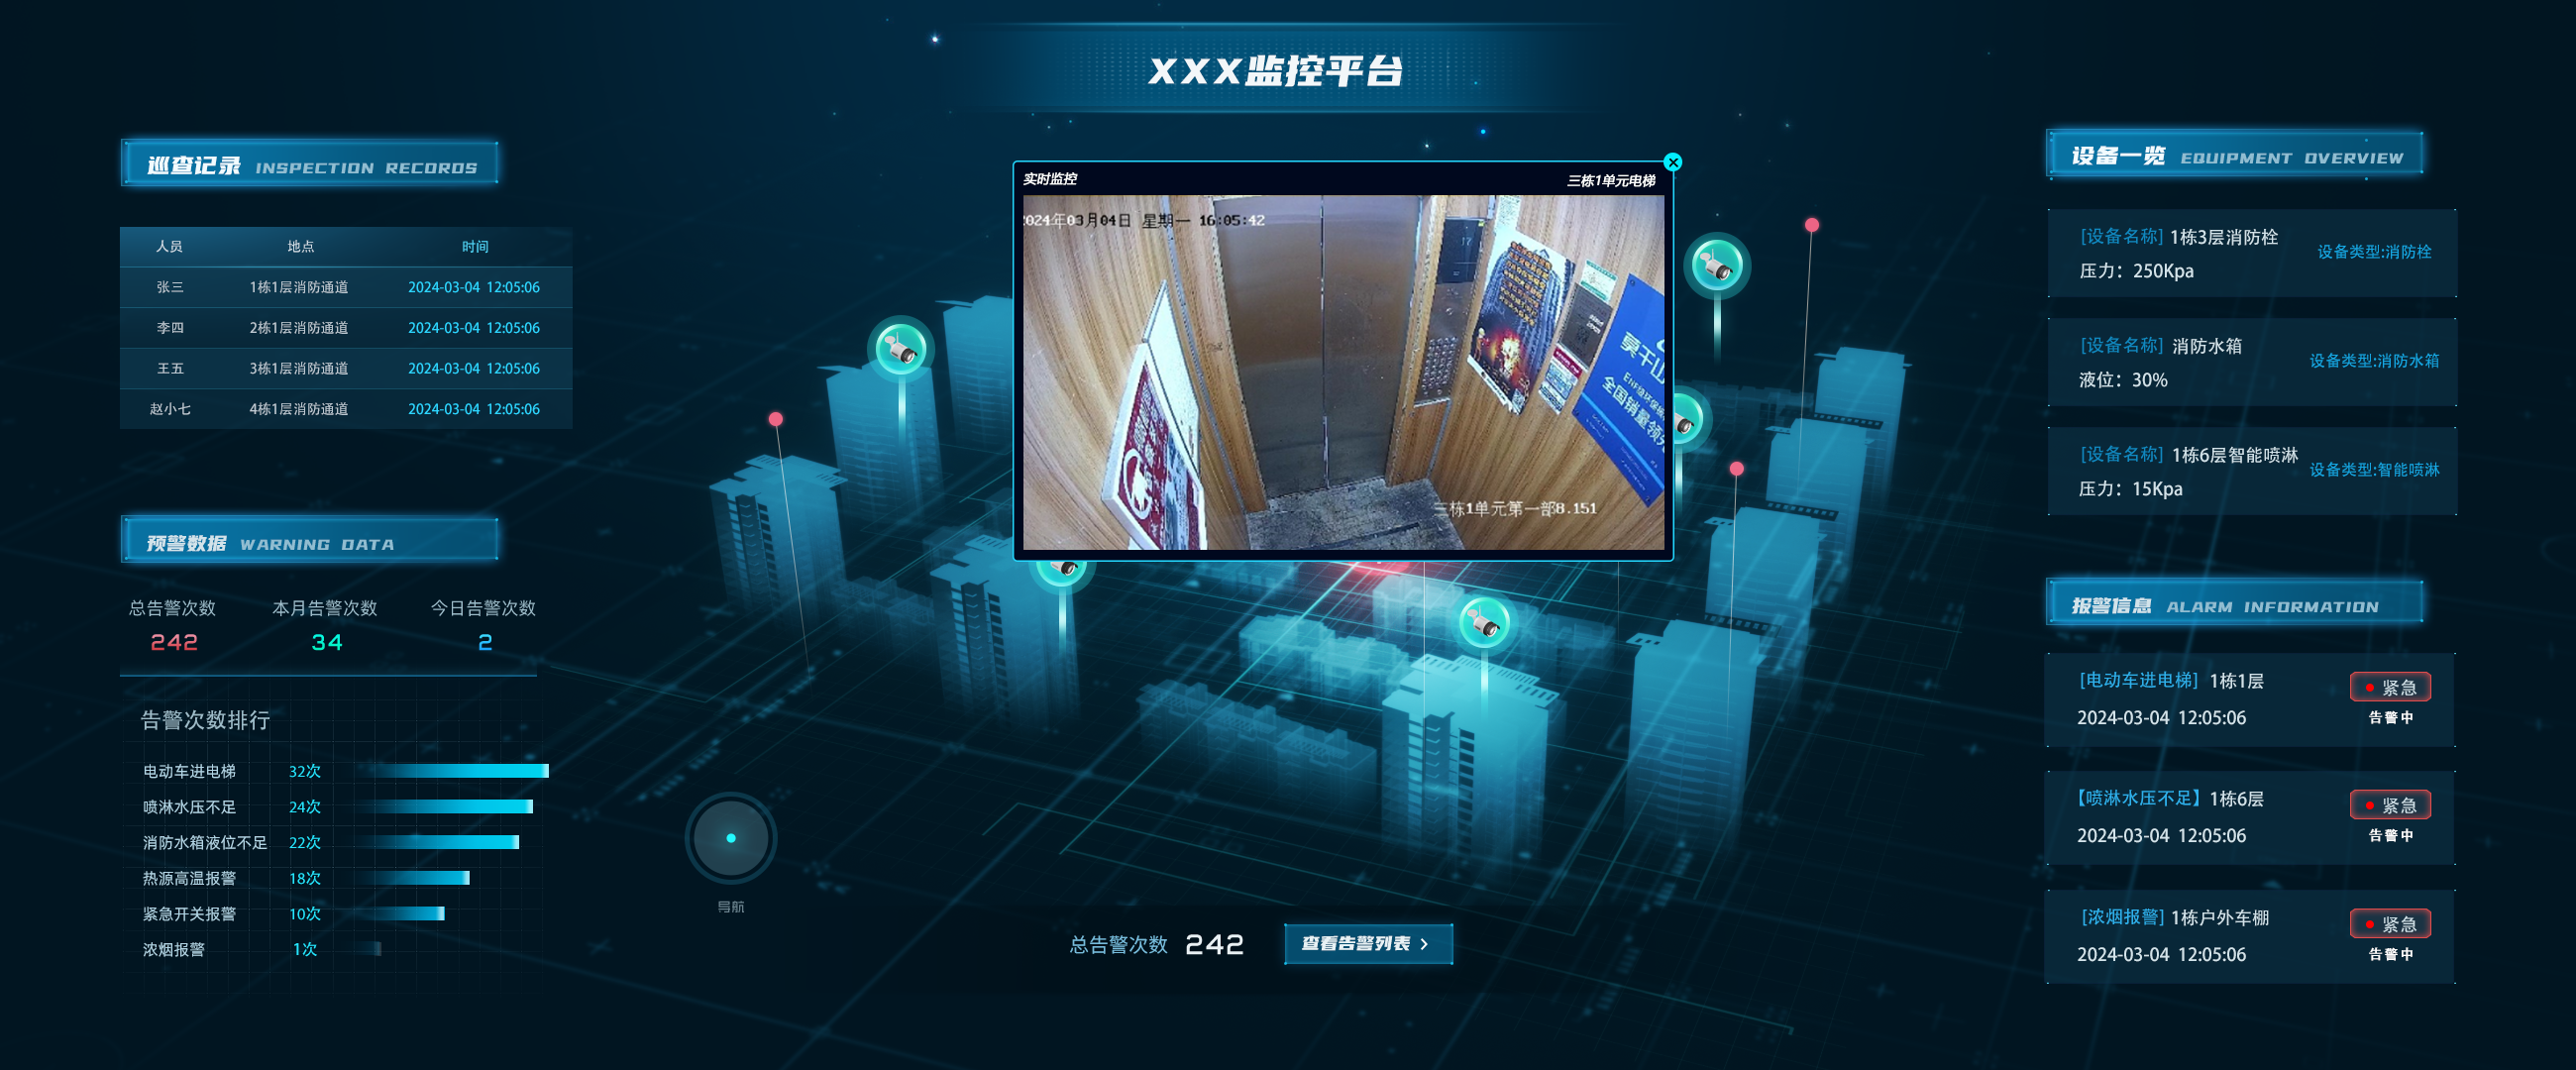 XXX监控平台
巡查记录 INSPECTION RECORDS
人员 地点 时间
张三 1栋1层消防通道 2024-03-04 12:05:06
李四 2栋1层消防通道 2024-03-04 12:05:06
王五 3栋1层消防通道 2024-03-04 12:05:06
赵小七 4栋1层消防通道 2024-03-04 12:05:06
预警数据 WARNING DATA
总告警次数 本月告警次数 今日告警次数
242 34 2
告警次数排行
电动车进电梯 32次
喷淋水压不足 24次
消防水箱液位不足 22次
热源高温报警 18次
紧急开关报警 10次
浓烟报警 1次
实时监控 三栋1单元电梯
2024年03月04日 星期一 16:05:42
17
莫干山
全国销量领先
三栋1单元第一部8.151
导航
总告警次数 242 查看告警列表
设备一览 EQUIPMENT OVERVIEW
[设备名称] 1栋3层消防栓 设备类型:消防栓
压力：250Kpa
[设备名称] 消防水箱 设备类型:消防水箱
液位：30%
[设备名称] 1栋6层智能喷淋 设备类型:智能喷淋
压力：15Kpa
报警信息 ALARM INFORMATION
[电动车进电梯] 1栋1层 紧急
2024-03-04 12:05:06 告警中
【喷淋水压不足】1栋6层 紧急
2024-03-04 12:05:06 告警中
[浓烟报警] 1栋户外车棚 紧急
2024-03-04 12:05:06 告警中